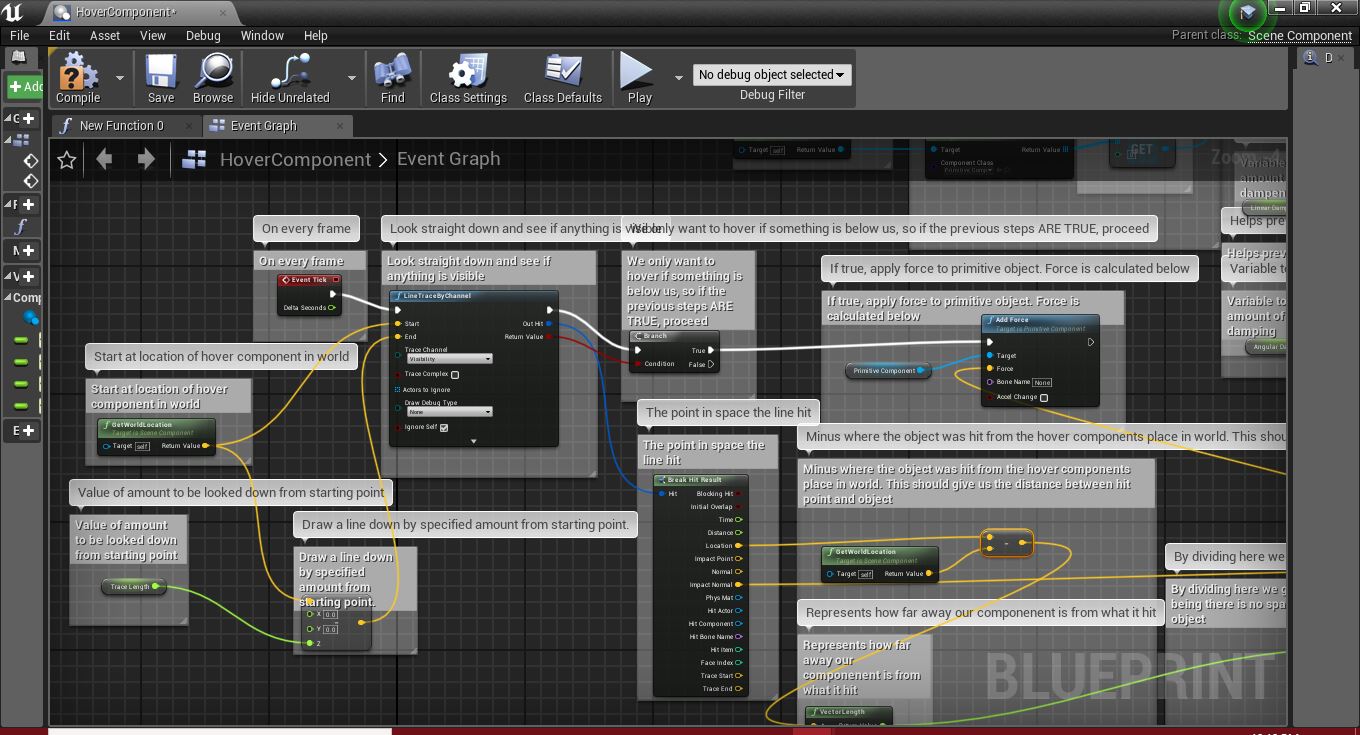 HoverComponent*
File Edit Asset View Debug Window Help
Parent class: Scene Component
Add
Compile Save Browse Hide Unrelated Find Class Settings Class Defaults Play
No debug object selected
Debug Filter
D
New Function 0 Event Graph
HoverComponent > Event Graph
Zoom
Target self Return Value
Target Return Value
Component Class
GET
Variable
amount
dampen
Linear Dam
On every frame
Look straight down and see if anything is visible
We only want to hover if something is below us, so if the previous steps ARE TRUE, proceed
Helps pre
On every frame
Event Tick
Delta Seconds
Look straight down and see if
anything is visible
LineTraceByChannel
Start Out Hit
End Return Value
Trace Channel
Visibility
Trace Complex
Actors to Ignore
Draw Debug Type
None
Ignore Self
We only want to
hover if something is
below us, so if the
previous steps ARE
TRUE, proceed
Branch
True
Condition False
If true, apply force to primitive object. Force is calculated below
If true, apply force to primitive object. Force is
calculated below
Primitive Component
Add Force
Target is Primitive Component
Target
Force
Bone Name None
Accel Change
Helps prev
Variable to
Variable to
amount of
damping
Angular Da
Start at location of hover component in world
Start at location of hover
component in world
GetWorldLocation
Target is Scene Component
Target self Return Value
Value of amount to be looked down from starting point
Value of amount
to be looked down
from starting point
Trace Length
Draw a line down by specified amount from starting point.
Draw a line down
by specified
amount from
starting point.
X 0.0
Y 0.0
Z
The point in space the line hit
The point in space the
line hit
Break Hit Result
Hit Blocking Hit
Initial Overlap
Time
Distance
Location
Impact Point
Normal
Impact Normal
Phys Mat
Hit Actor
Hit Component
Hit Bone Name
Hit Item
Face Index
Trace Start
Trace End
Minus where the object was hit from the hover components place in world. This shou
Minus where the object was hit from the hover components
place in world. This should give us the distance between hit
point and object
GetWorldLocation
Target is Scene Component
Target self Return Value
-
By dividing here we
By dividing here we g
being there is no spa
object
Represents how far away our componenent is from what it hit
Represents how far
away our
componenent is from
what it hit
VectorLength
Return Value
BLUEPRINT
Comp